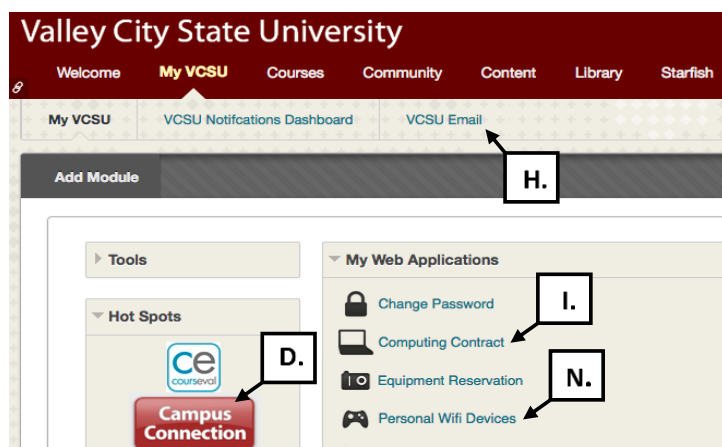 Valley City State University
Welcome My VCSU Courses Community Content Library Starfish
My VCSU VCSU Notifcations Dashboard VCSU Email
H.
Add Module
Tools
Hot Spots
ce
courseval
D.
Campus
Connection
My Web Applications
Change Password
I.
Computing Contract
Equipment Reservation
N.
Personal Wifi Devices